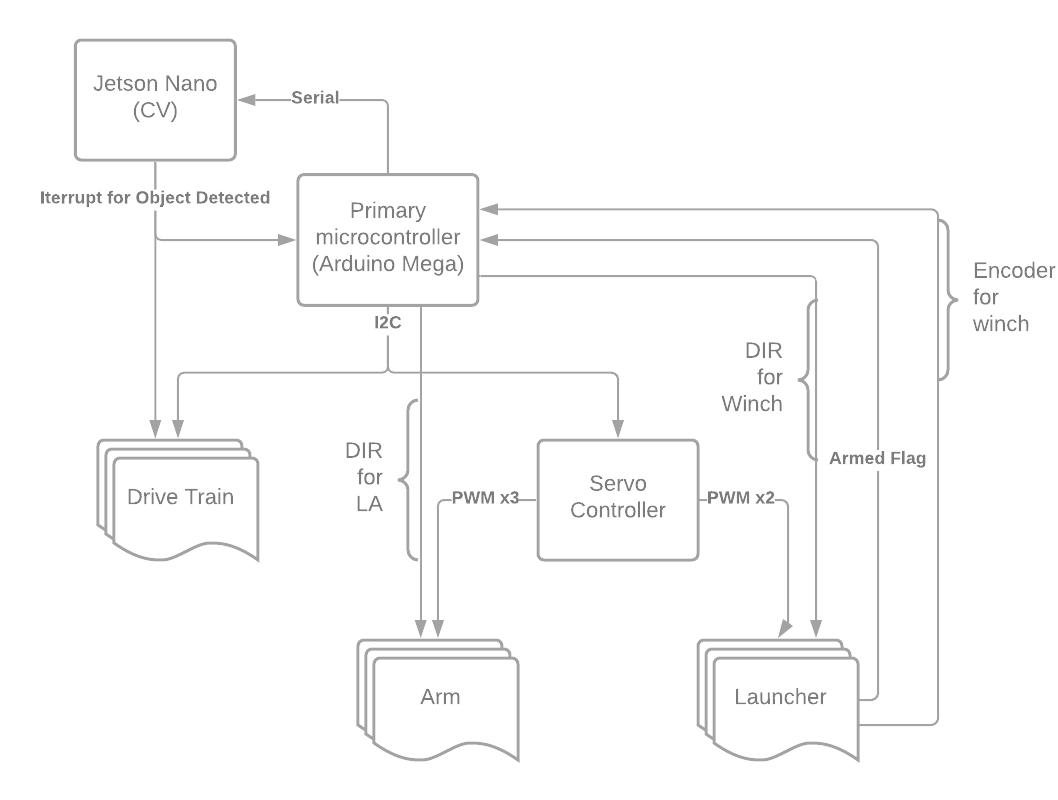 Jetson Nano
(CV)
Serial
Iterrupt for Object Detected
Primary
microcontroller
(Arduino Mega)
Encoder
for
winch
I2C
DIR
for
Winch
DIR
for
LA
Armed Flag
Drive Train
PWM x3
Servo
Controller
PWM x2
Arm
Launcher